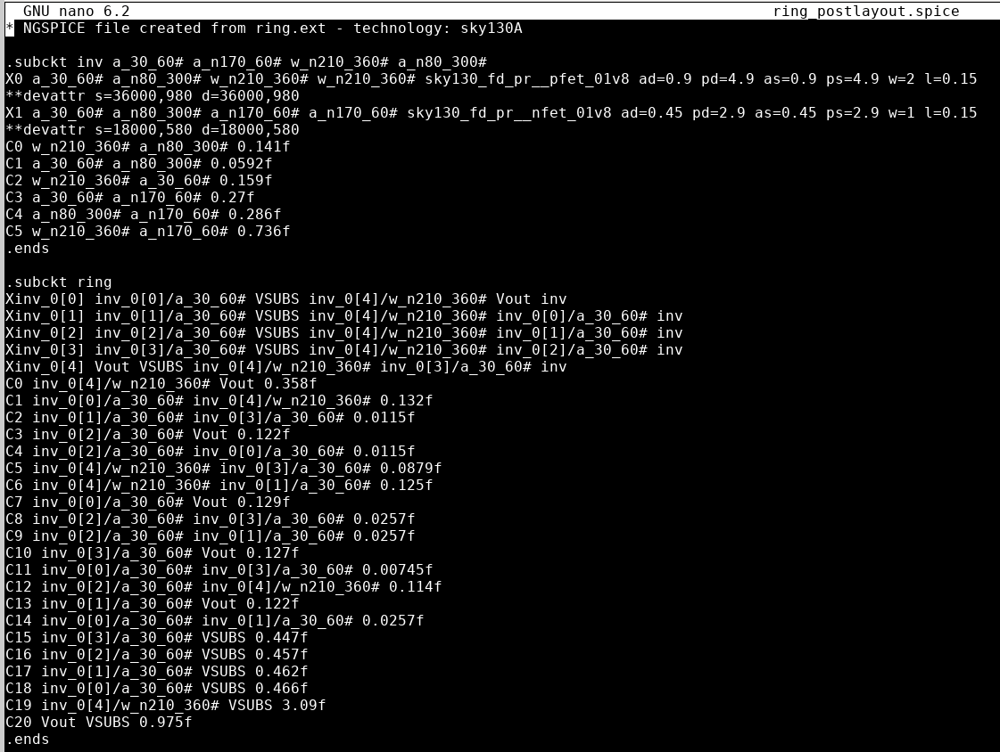 GNU nano 6.2 ring_postlayout.spice
* NGSPICE file created from ring.ext - technology: sky130A
.subckt inv a_30_60# a_n170_60# w_n210_360# a_n80_300#
X0 a_30_60# a_n80_300# w_n210_360# w_n210_360# sky130_fd_pr__pfet_01v8 ad=0.9 pd=4.9 as=0.9 ps=4.9 w=2 l=0.15
**devattr s=36000,980 d=36000,980
X1 a_30_60# a_n80_300# a_n170_60# a_n170_60# sky130_fd_pr__nfet_01v8 ad=0.45 pd=2.9 as=0.45 ps=2.9 w=1 l=0.15
**devattr s=18000,580 d=18000,580
C0 w_n210_360# a_n80_300# 0.141f
C1 a_30_60# a_n80_300# 0.0592f
C2 w_n210_360# a_30_60# 0.159f
C3 a_30_60# a_n170_60# 0.27f
C4 a_n80_300# a_n170_60# 0.286f
C5 w_n210_360# a_n170_60# 0.736f
.ends
.subckt ring
Xinv_0[0] inv_0[0]/a_30_60# VSUBS inv_0[4]/w_n210_360# Vout inv
Xinv_0[1] inv_0[1]/a_30_60# VSUBS inv_0[4]/w_n210_360# inv_0[0]/a_30_60# inv
Xinv_0[2] inv_0[2]/a_30_60# VSUBS inv_0[4]/w_n210_360# inv_0[1]/a_30_60# inv
Xinv_0[3] inv_0[3]/a_30_60# VSUBS inv_0[4]/w_n210_360# inv_0[2]/a_30_60# inv
Xinv_0[4] Vout VSUBS inv_0[4]/w_n210_360# inv_0[3]/a_30_60# inv
C0 inv_0[4]/w_n210_360# Vout 0.358f
C1 inv_0[0]/a_30_60# inv_0[4]/w_n210_360# 0.132f
C2 inv_0[1]/a_30_60# inv_0[3]/a_30_60# 0.0115f
C3 inv_0[2]/a_30_60# Vout 0.122f
C4 inv_0[2]/a_30_60# inv_0[0]/a_30_60# 0.0115f
C5 inv_0[4]/w_n210_360# inv_0[3]/a_30_60# 0.0879f
C6 inv_0[4]/w_n210_360# inv_0[1]/a_30_60# 0.125f
C7 inv_0[0]/a_30_60# Vout 0.129f
C8 inv_0[2]/a_30_60# inv_0[3]/a_30_60# 0.0257f
C9 inv_0[2]/a_30_60# inv_0[1]/a_30_60# 0.0257f
C10 inv_0[3]/a_30_60# Vout 0.127f
C11 inv_0[0]/a_30_60# inv_0[3]/a_30_60# 0.00745f
C12 inv_0[2]/a_30_60# inv_0[4]/w_n210_360# 0.114f
C13 inv_0[1]/a_30_60# Vout 0.122f
C14 inv_0[0]/a_30_60# inv_0[1]/a_30_60# 0.0257f
C15 inv_0[3]/a_30_60# VSUBS 0.447f
C16 inv_0[2]/a_30_60# VSUBS 0.457f
C17 inv_0[1]/a_30_60# VSUBS 0.462f
C18 inv_0[0]/a_30_60# VSUBS 0.466f
C19 inv_0[4]/w_n210_360# VSUBS 3.09f
C20 Vout VSUBS 0.975f
.ends